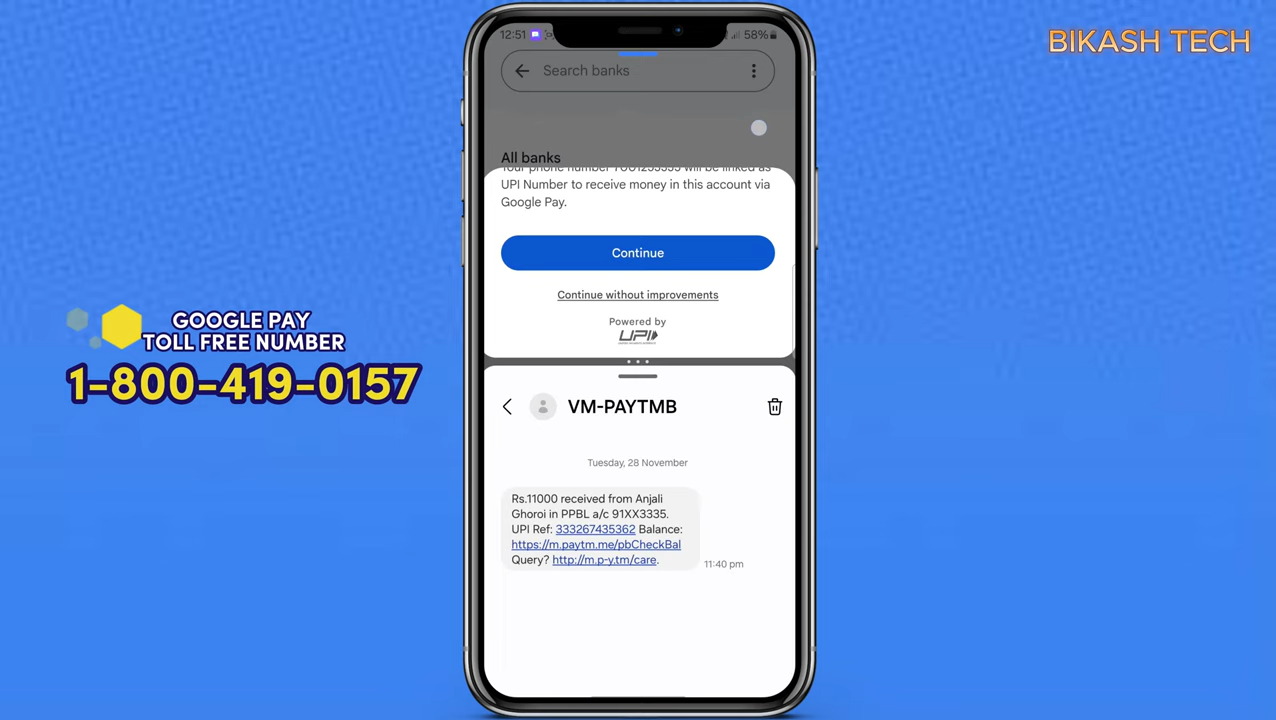 BIKASH TECH
12:51
58%
Search banks
All banks
UPI Number to receive money in this account via
Google Pay.
Continue
Continue without improvements
Powered by
UPI
GOOGLE PAY
TOLL FREE NUMBER
1-800-419-0157
VM-PAYTMB
Tuesday, 28 November
Rs.11000 received from Anjali
Ghoroi in PPBL a/c 91XX3335.
UPI Ref: 333267435362 Balance:
https://m.paytm.me/pbCheckBal
Query? http://m.p-y.tm/care.
11:40 pm